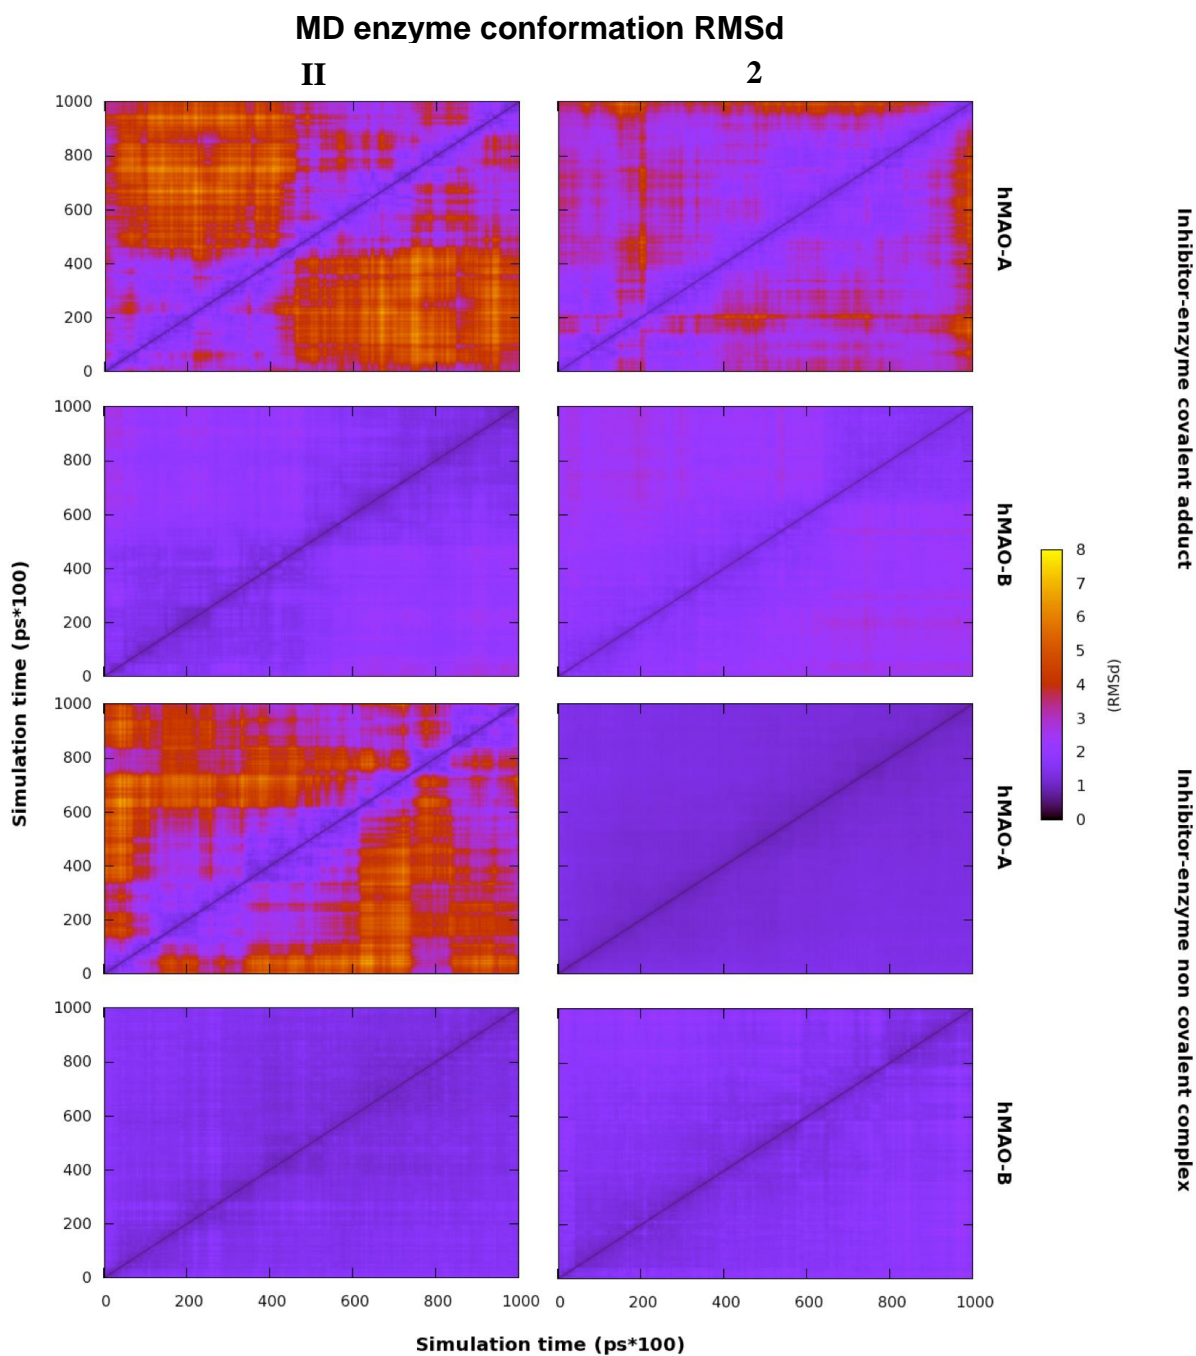 MD enzyme conformation RMSd
II
2
1000
800
600
400
200
0
hMAO-A
1000
800
600
400
200
0
hMAO-B
1000
800
600
400
200
0
hMAO-A
1000
800
600
400
200
0
hMAO-B
0 200 400 600 800 1000
0 200 400 600 800 1000
Simulation time (ps*100)
Simulation time (ps*100)
8
7
6
5
4
3
2
1
0
(RMSd)
Inhibitor-enzyme covalent adduct
Inhibitor-enzyme non covalent complex